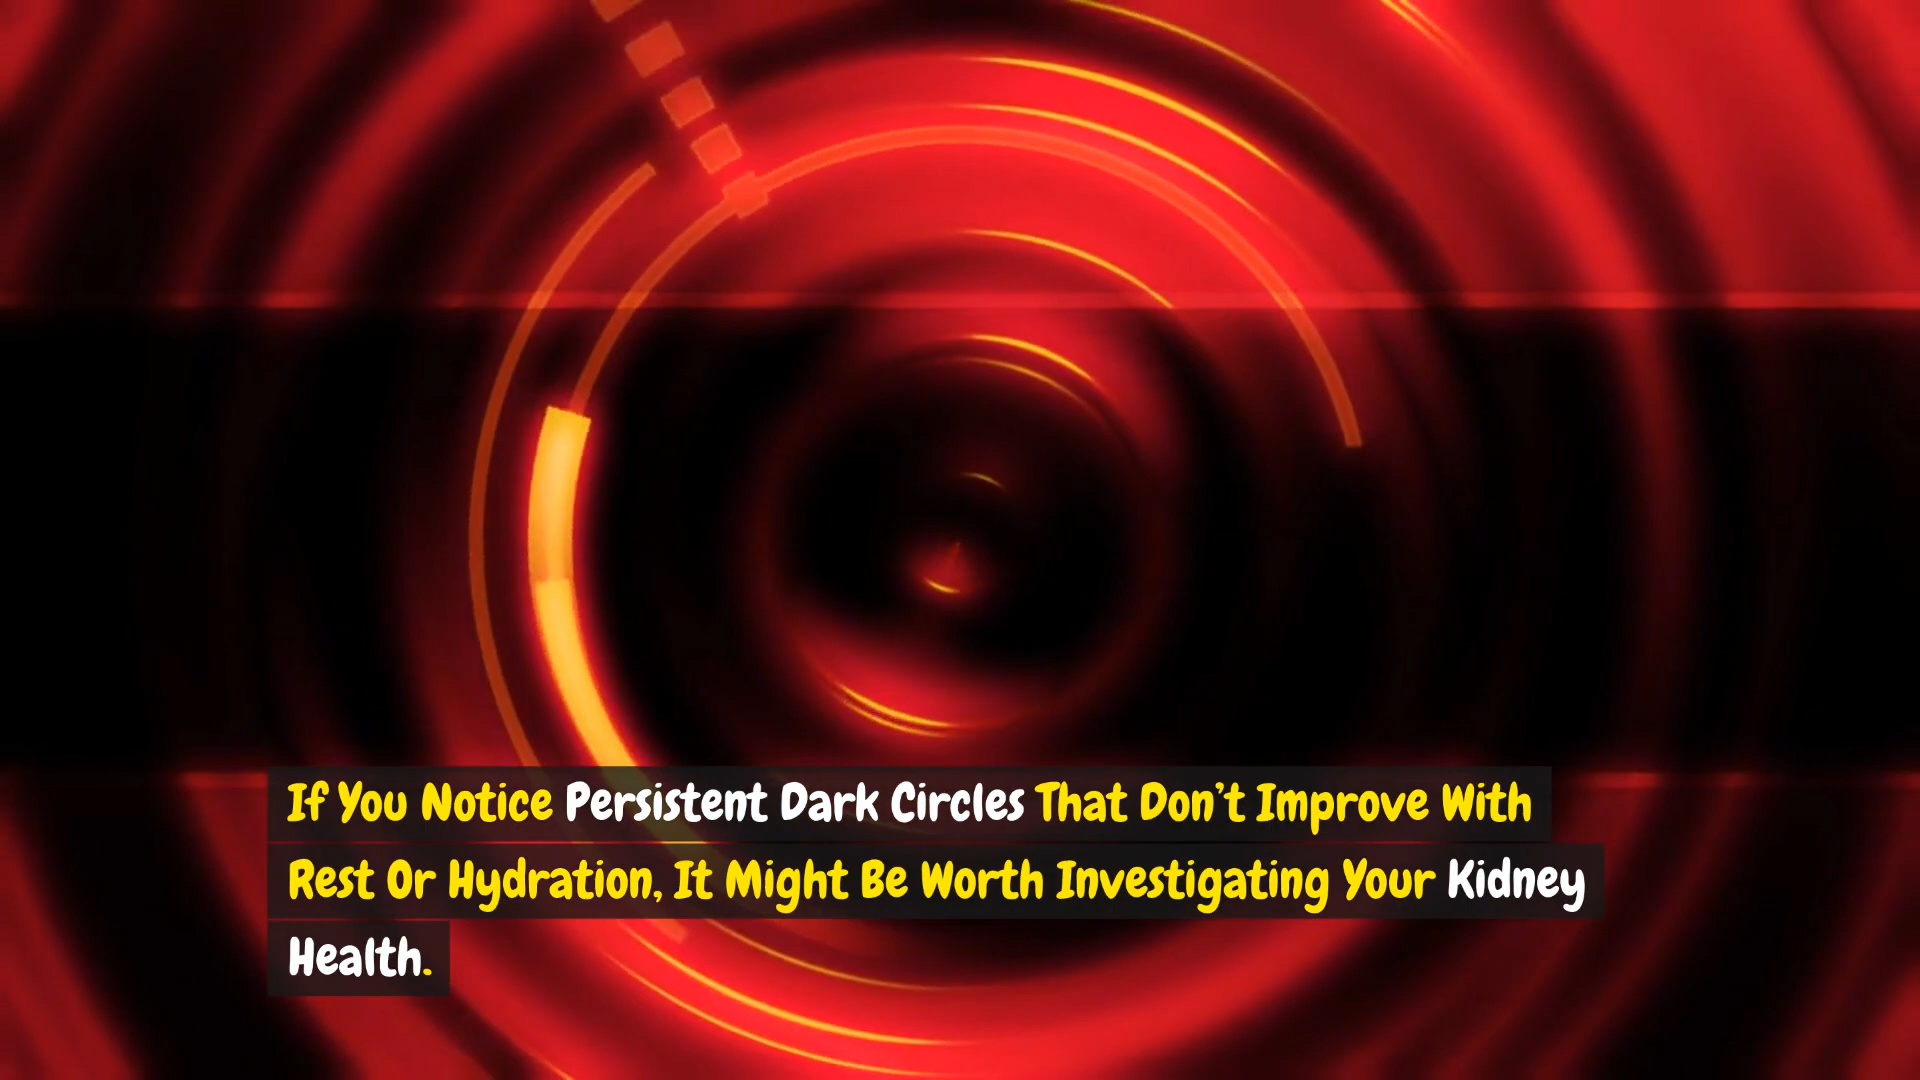 If You Notice Persistent Dark Circles That Don't Improve With
Rest Or Hydration, It Might Be Worth Investigating Your Kidney
Health.